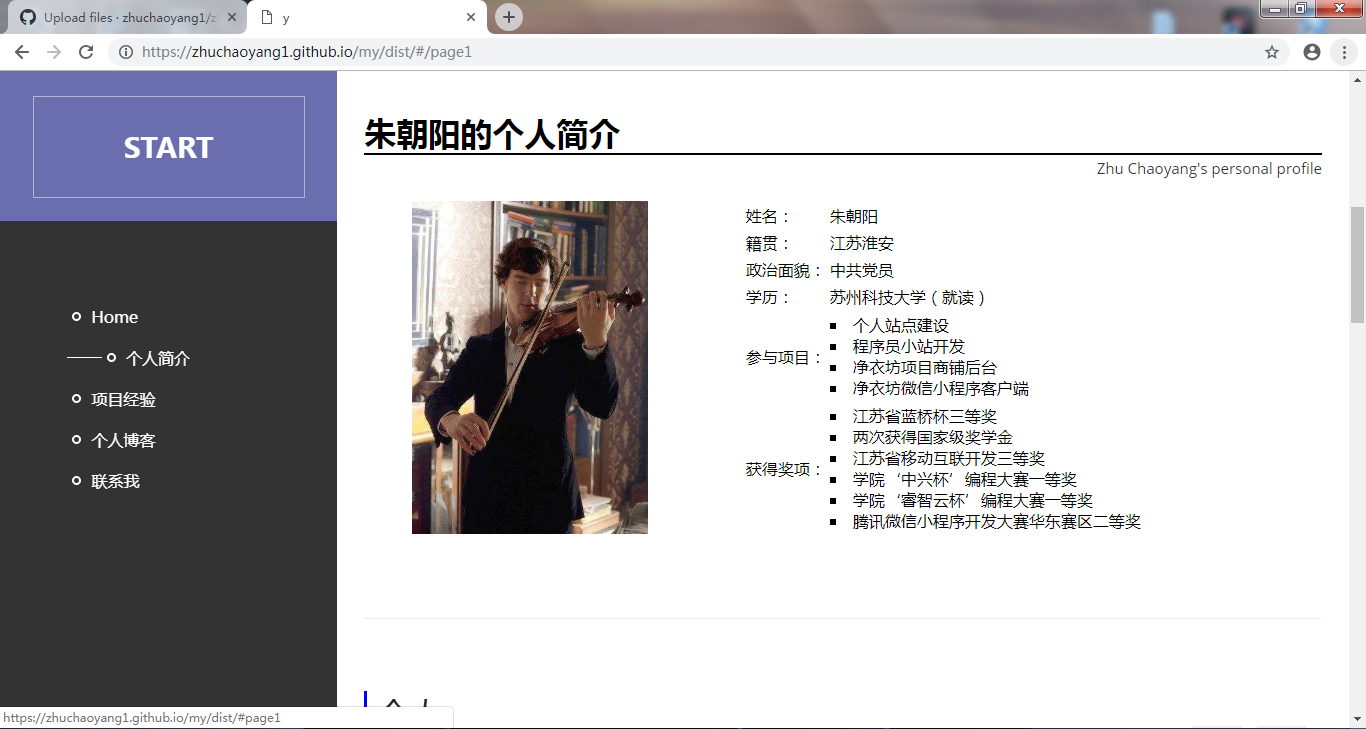 Upload files · zhuchaoyang1/z
y
https://zhuchaoyang1.github.io/my/dist/#/page1
START
Home
个人简介
项目经验
个人博客
联系我
朱朝阳的个人简介
Zhu Chaoyang's personal profile
姓名： 朱朝阳
籍贯： 江苏淮安
政治面貌： 中共党员
学历： 苏州科技大学（就读）
参与项目：
个人站点建设
程序员小站开发
净衣坊项目商铺后台
净衣坊微信小程序客户端
获得奖项：
江苏省蓝桥杯三等奖
两次获得国家级奖学金
江苏省移动互联开发三等奖
学院‘中兴杯’编程大赛一等奖
学院‘睿智云杯’编程大赛一等奖
腾讯微信小程序开发大赛华东赛区二等奖
https://zhuchaoyang1.github.io/my/dist/#page1